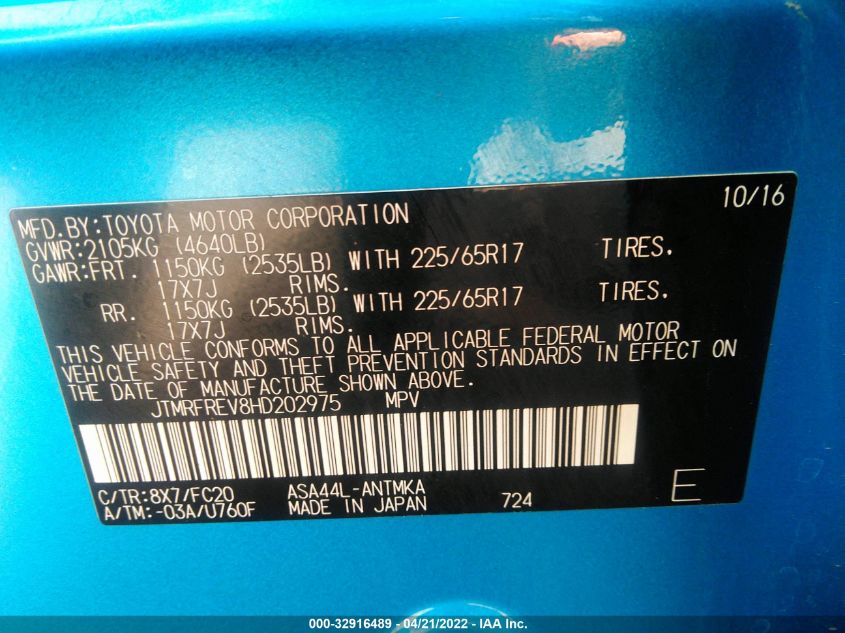 10/16
MFD.BY:TOYOTA MOTOR CORPORATION
GVWR:2105KG (4640LB)
GAWR:FRT. 1150KG (2535LB) WITH 225/65R17 TIRES.
17X7J RIMS.
RR. 1150KG (2535LB) WITH 225/65R17 TIRES.
17X7J RIMS.
THIS VEHICLE CONFORMS TO ALL APPLICABLE FEDERAL MOTOR
VEHICLE SAFETY AND THEFT PREVENTION STANDARDS IN EFFECT ON
THE DATE OF MANUFACTURE SHOWN ABOVE.
JTMRFREV8HD202975 MPV
C/TR:8X7/FC20 ASA44L-ANTMKA
A/TM:-03A/U760F MADE IN JAPAN 724 E
000-32916489 - 04/21/2022 - IAA Inc.